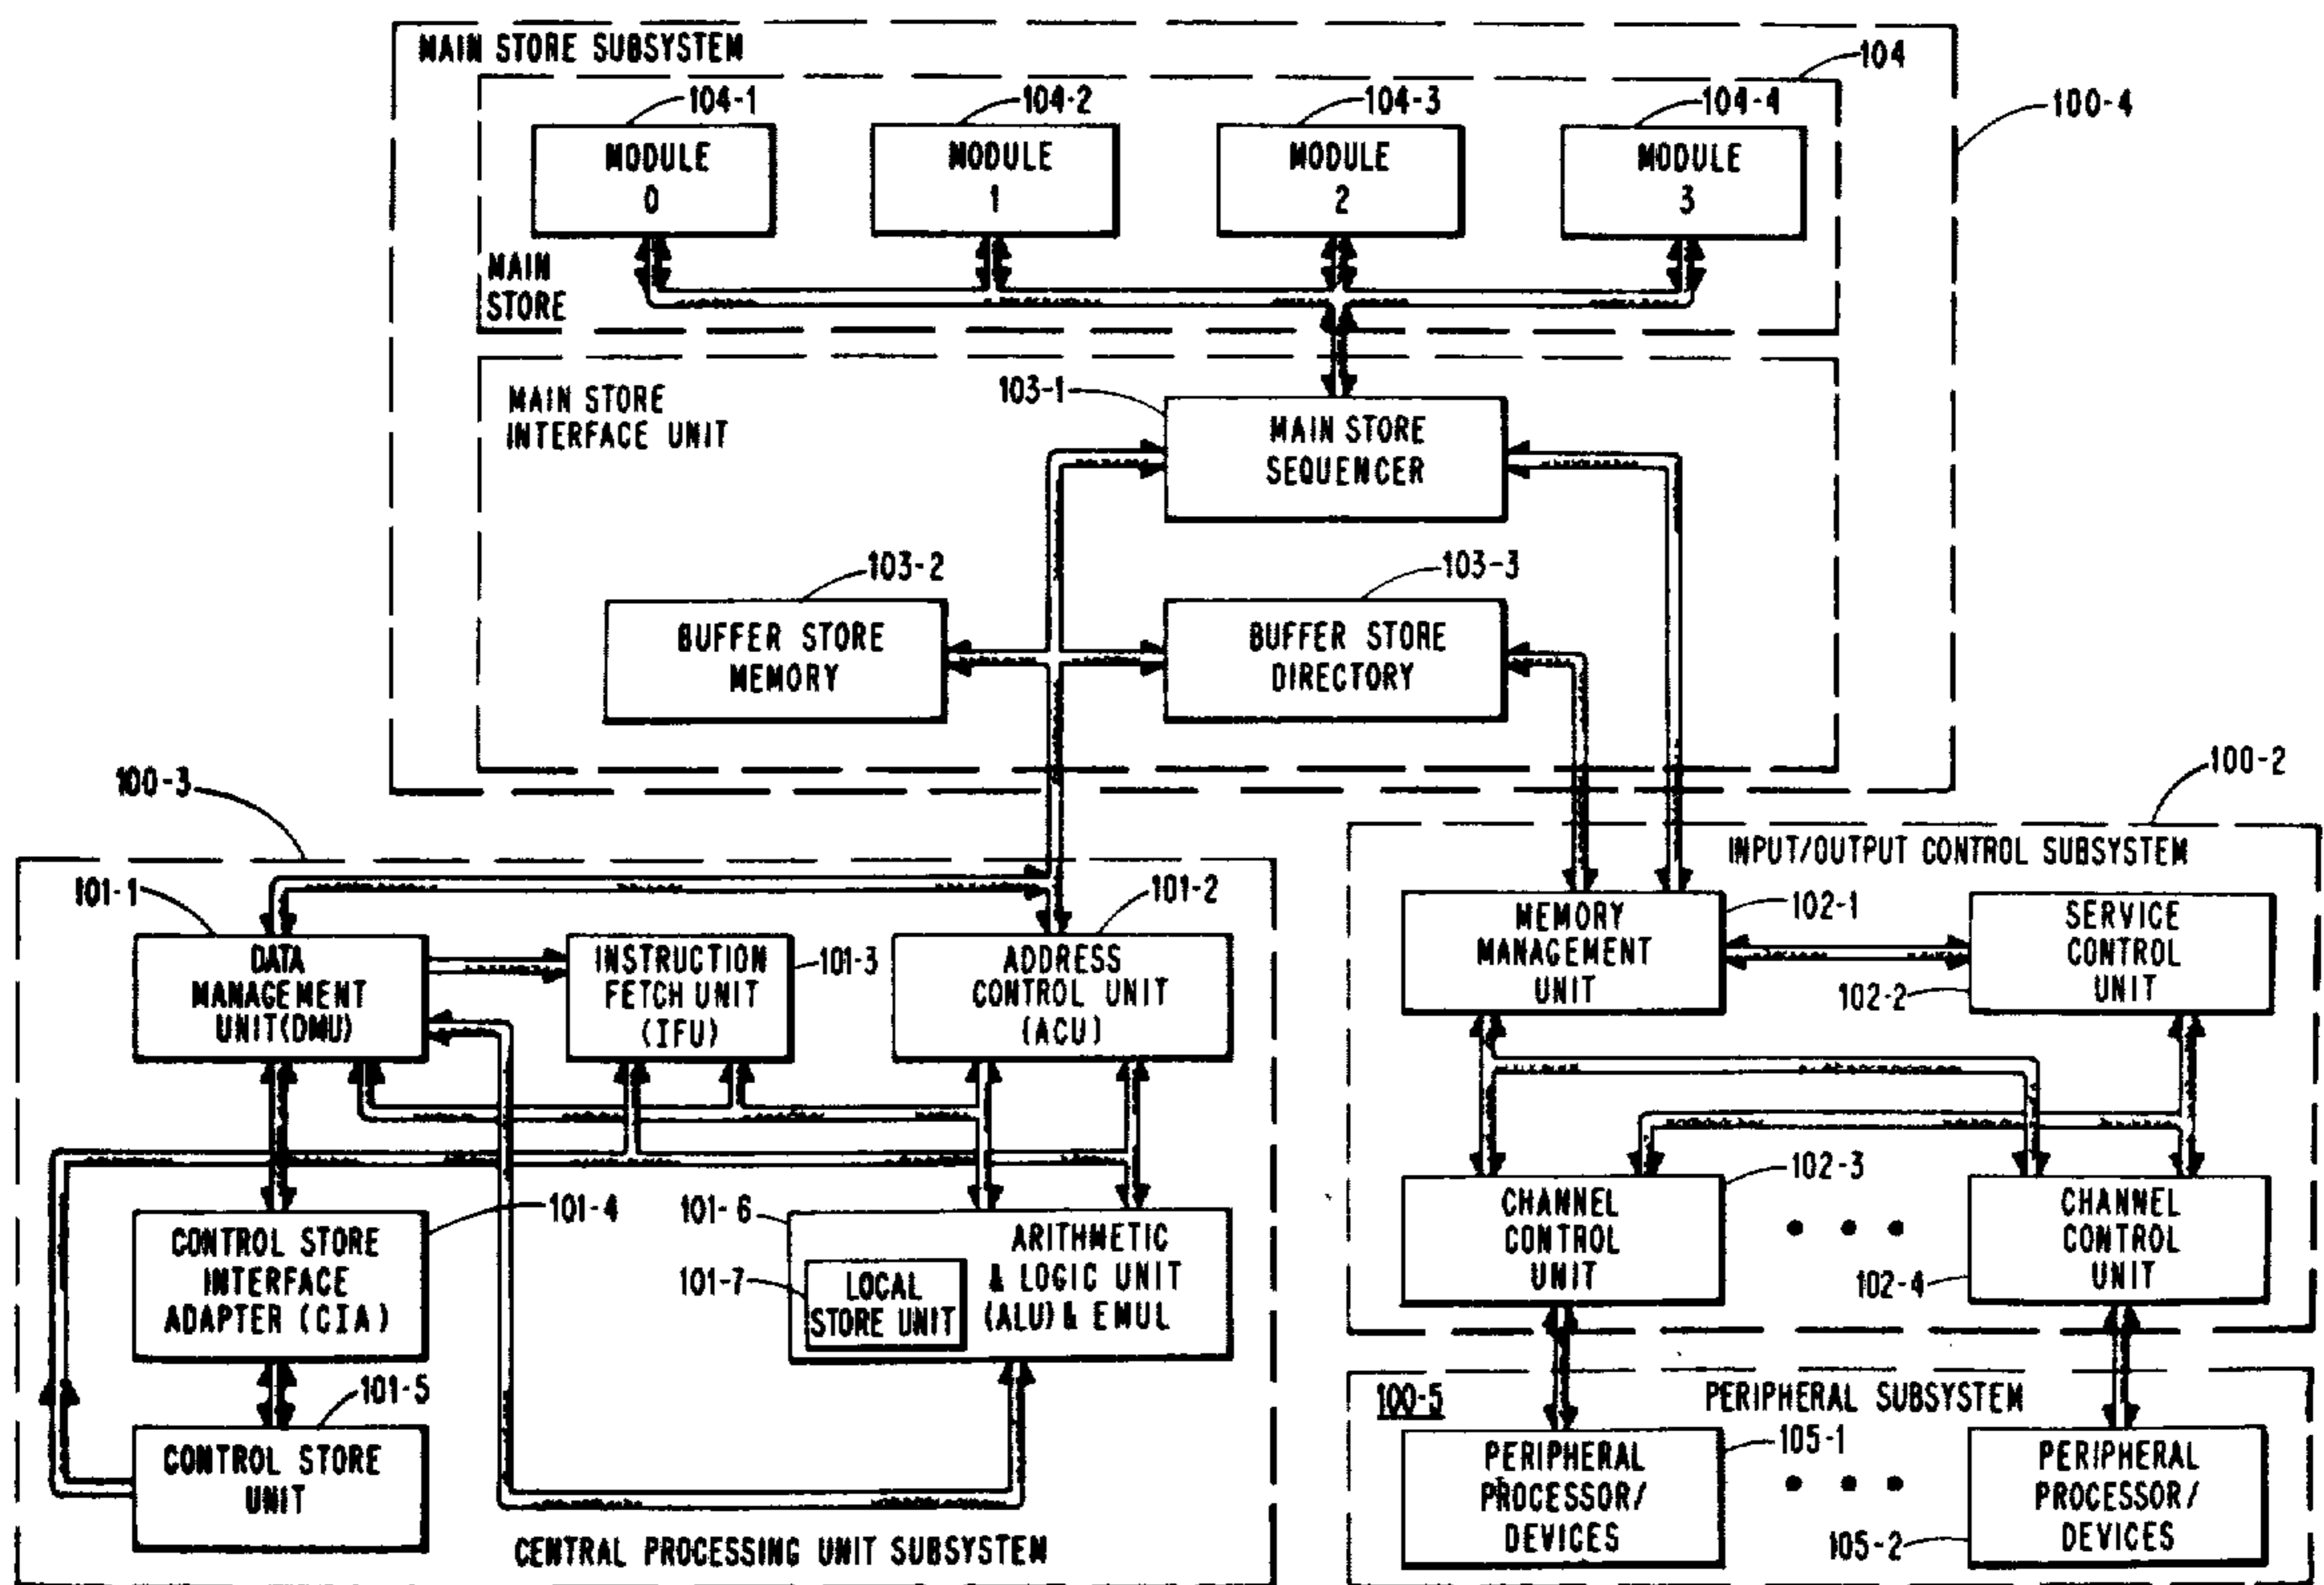 MAIN STORE SUBSYSTEM
104
104-1
104-2
104-3
104-4
100-4
MODULE
0
MODULE
1
MODULE
2
MODULE
3
MAIN
STORE
MAIN STORE
INTERFACE UNIT
103-1
MAIN STORE
SEQUENCER
103-2
103-3
BUFFER STORE
MEMORY
BUFFER STORE
DIRECTORY
100-3
100-2
INPUT/OUTPUT CONTROL SUBSYSTEM
101-1
DATA
MANAGEMENT
UNIT(DMU)
INSTRUCTION
FETCH UNIT
(IFU)
101-3
101-2
ADDRESS
CONTROL UNIT
(ACU)
MEMORY
MANAGEMENT
UNIT
102-1
SERVICE
CONTROL
UNIT
102-2
101-4
CONTROL STORE
INTERFACE
ADAPTER (CIA)
101-6
ARITHMETIC
& LOGIC UNIT
(ALU) & EMUL
101-7
LOCAL
STORE UNIT
102-3
CHANNEL
CONTROL
UNIT
102-4
CHANNEL
CONTROL
UNIT
101-5
CONTROL STORE
UNIT
CENTRAL PROCESSING UNIT SUBSYSTEM
100-5
PERIPHERAL SUBSYSTEM
105-1
PERIPHERAL
PROCESSOR/
DEVICES
105-2
PERIPHERAL
PROCESSOR/
DEVICES